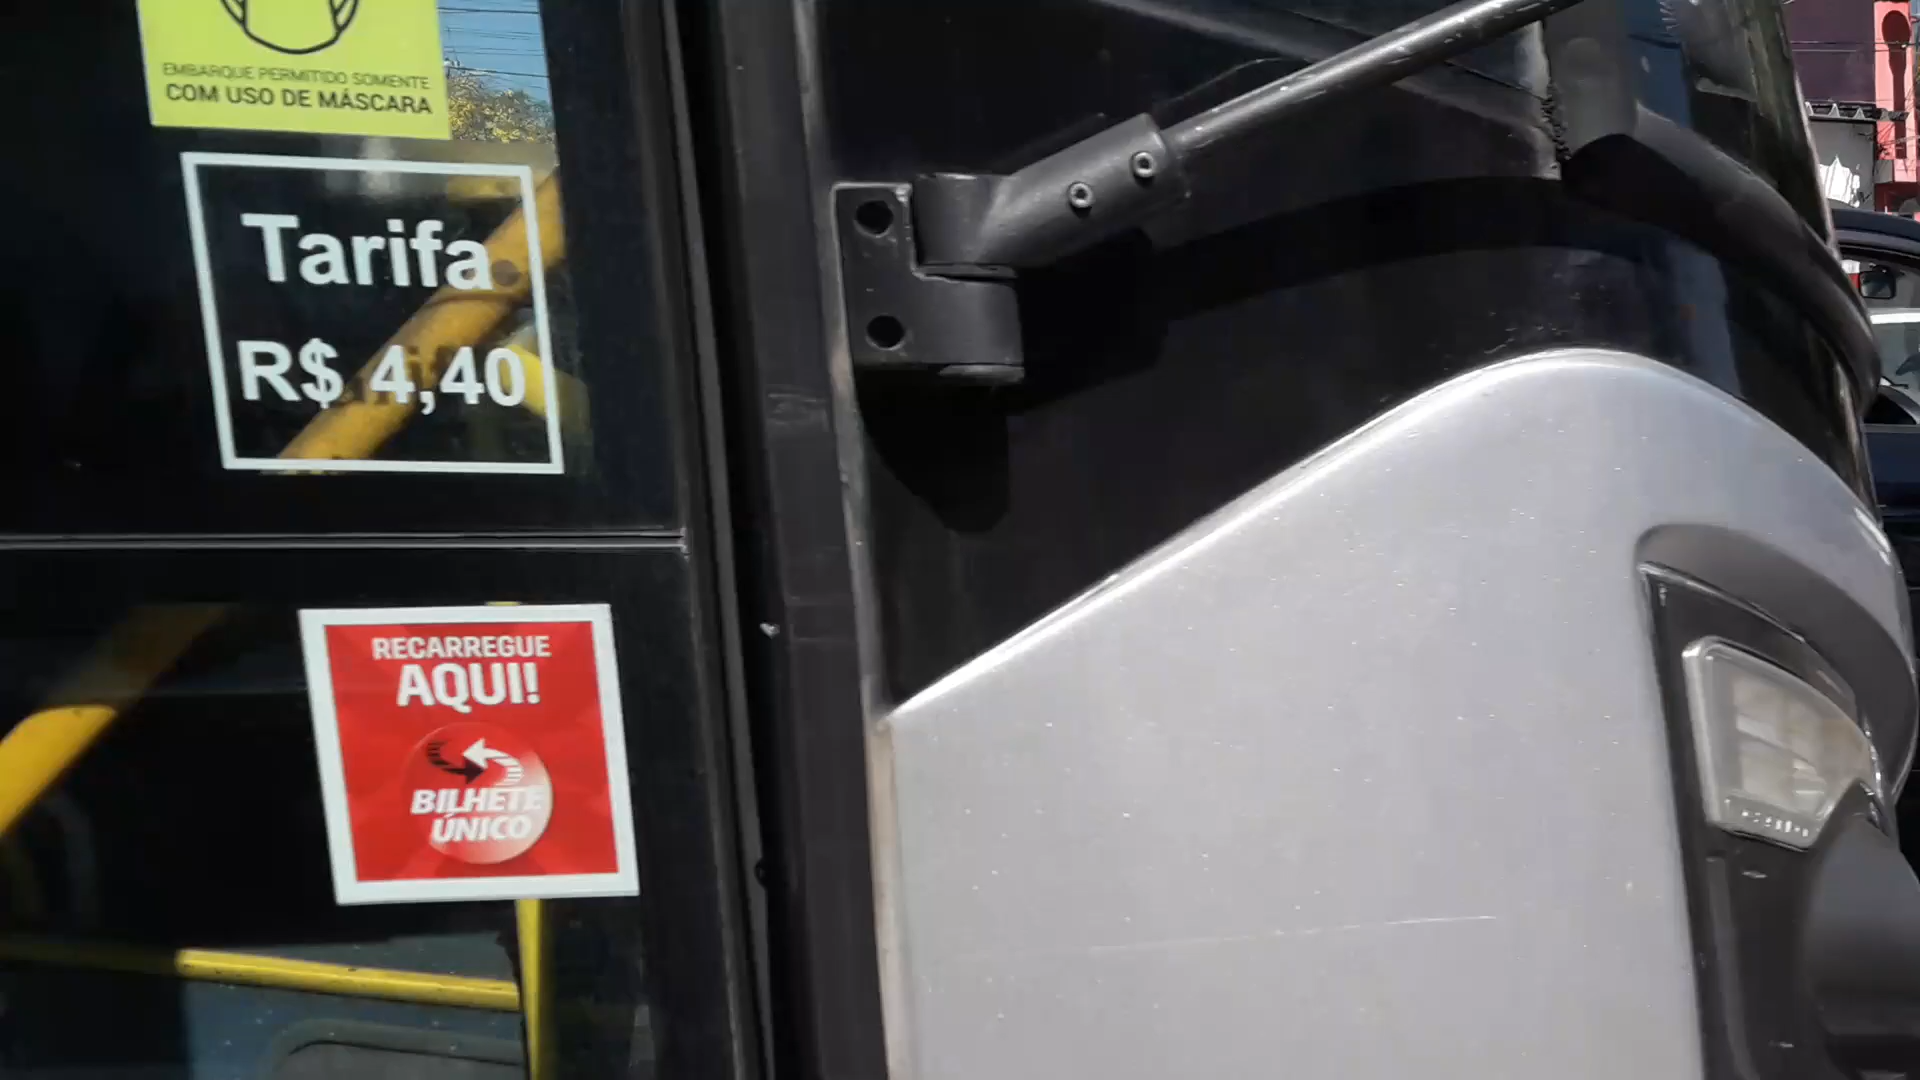 EMBARQUE PERMITIDO SOMENTE
COM USO DE MÁSCARA
Tarifa
R$ 4,40
RECARREGUE
AQUI!
BILHETE
ÚNICO